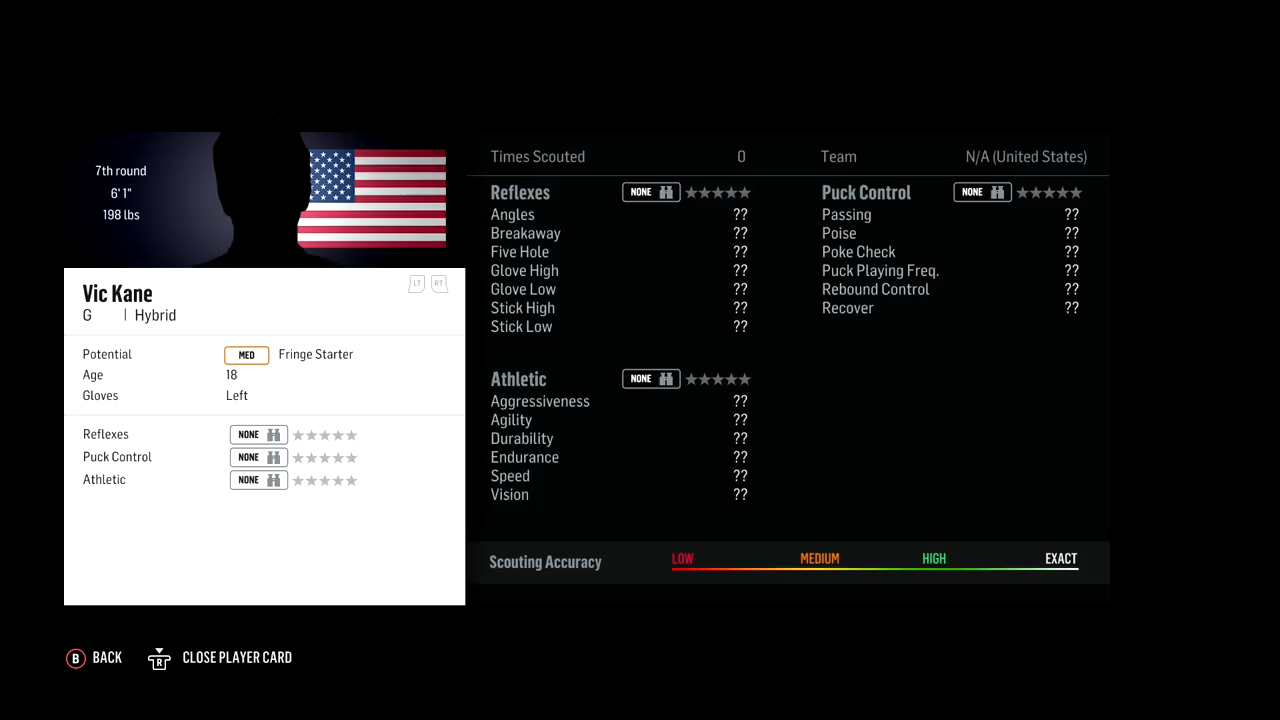 7th round
6' 1"
198 lbs
Vic Kane
LT RT
G | Hybrid
Potential MED Fringe Starter
Age 18
Gloves Left
Reflexes NONE
Puck Control NONE
Athletic NONE
Times Scouted 0 Team N/A (United States)
Reflexes NONE
Angles ??
Breakaway ??
Five Hole ??
Glove High ??
Glove Low ??
Stick High ??
Stick Low ??
Puck Control NONE
Passing ??
Poise ??
Poke Check ??
Puck Playing Freq. ??
Rebound Control ??
Recover ??
Athletic NONE
Aggressiveness ??
Agility ??
Durability ??
Endurance ??
Speed ??
Vision ??
Scouting Accuracy LOW MEDIUM HIGH EXACT
B BACK R CLOSE PLAYER CARD